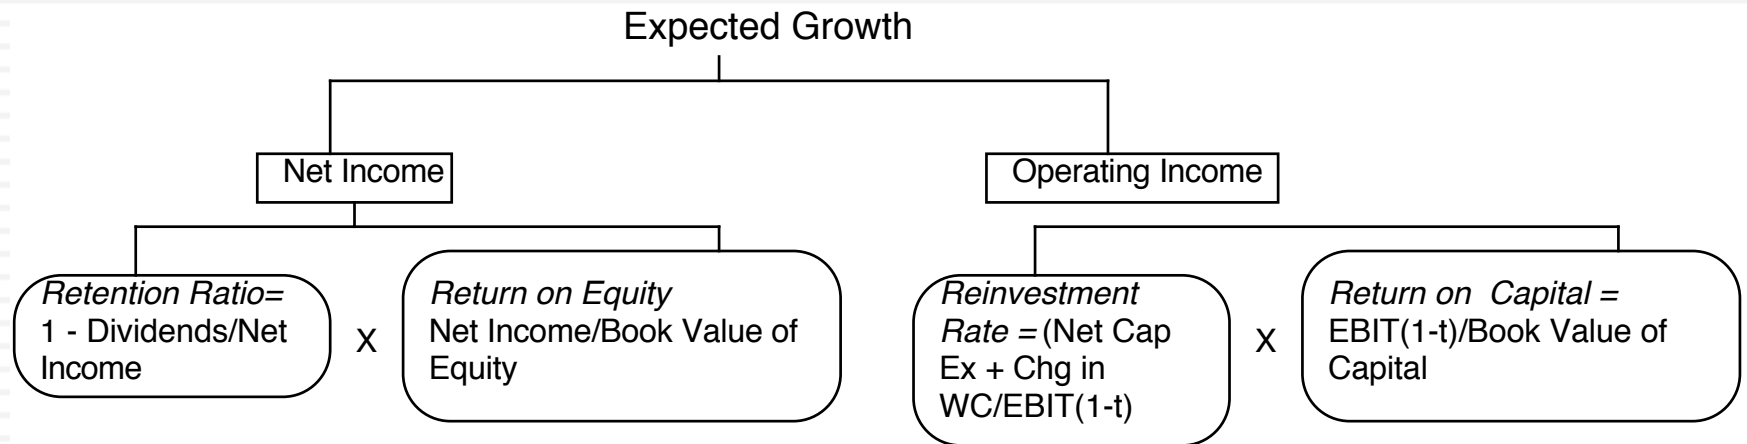 Expected Growth
Net Income
Operating Income
Retention Ratio=
1 - Dividends/Net
Income
X
Return on Equity
Net Income/Book Value of
Equity
Reinvestment
Rate = (Net Cap
Ex + Chg in
WC/EBIT(1-t)
X
Return on  Capital =
EBIT(1-t)/Book Value of
Capital